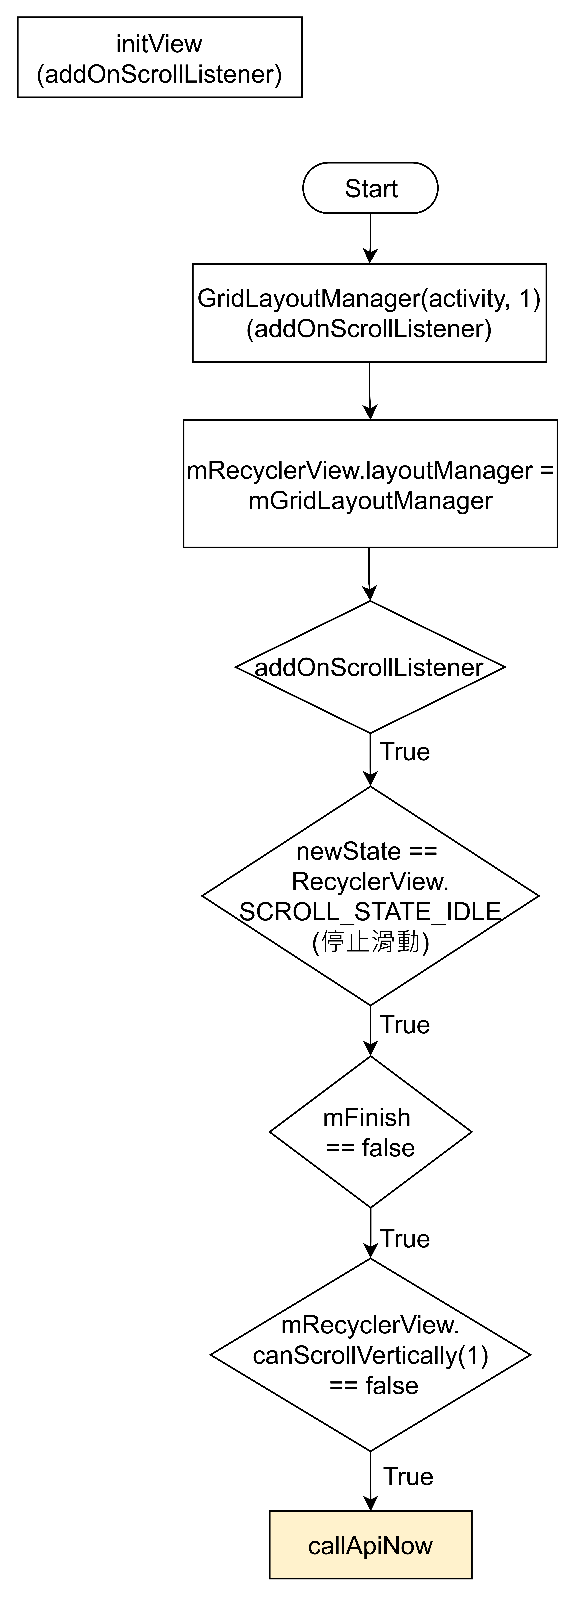 initView
(addOnScrollListener)
Start
GridLayoutManager(activity, 1)
(addOnScrollListener)
mRecyclerView.layoutManager =
mGridLayoutManager
addOnScrollListener
True
newState ==
RecyclerView.
SCROLL_STATE_IDLE
(停止滑動)
True
mFinish
== false
True
mRecyclerView.
canScrollVertically(1)
== false
True
callApiNow